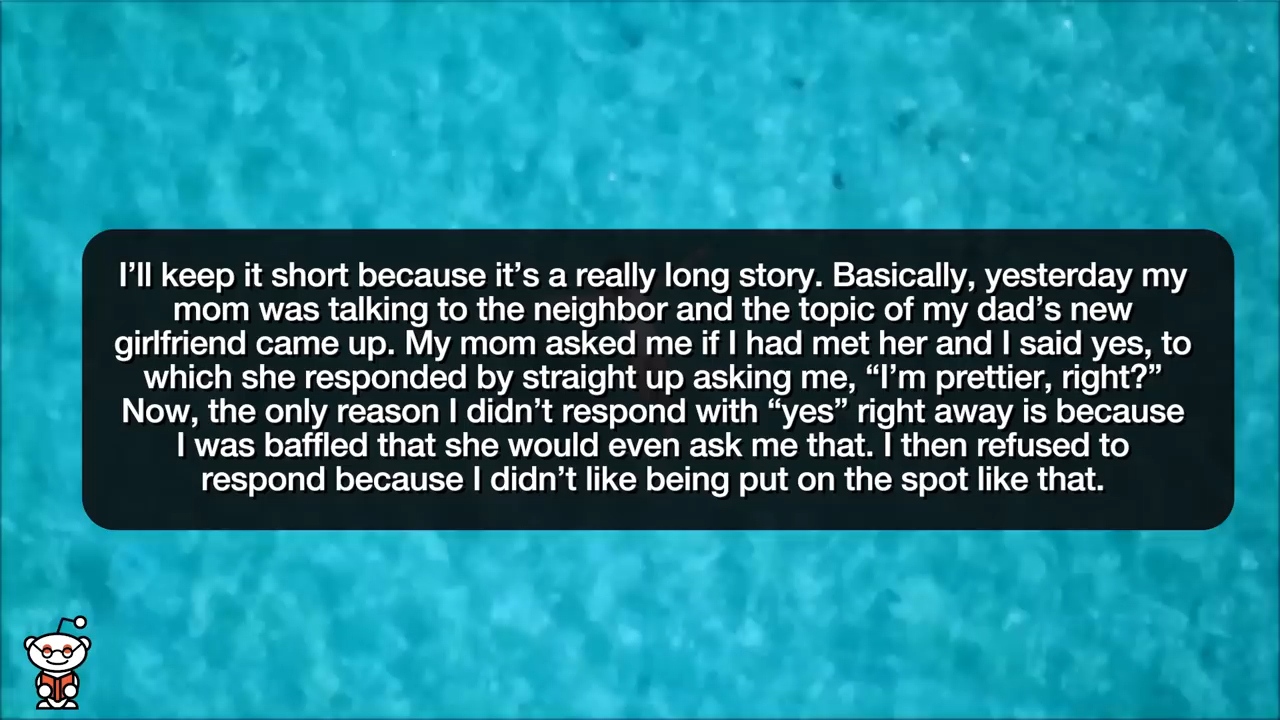 I’ll keep it short because it’s a really long story. Basically, yesterday my
mom was talking to the neighbor and the topic of my dad’s new
girlfriend came up. My mom asked me if I had met her and I said yes, to
which she responded by straight up asking me, “I’m prettier, right?”
Now, the only reason I didn’t respond with “yes” right away is because
I was baffled that she would even ask me that. I then refused to
respond because I didn’t like being put on the spot like that.